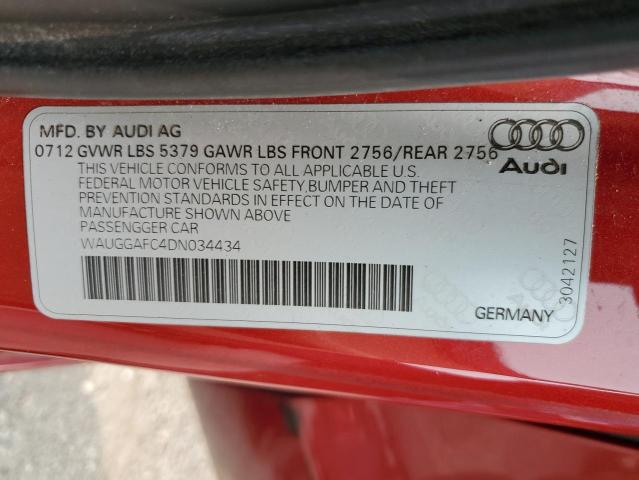 MFD. BY AUDI AG
0712 GVWR LBS 5379 GAWR LBS FRONT 2756/REAR 2756
THIS VEHICLE CONFORMS TO ALL APPLICABLE U.S.
FEDERAL MOTOR VEHICLE SAFETY,BUMPER AND THEFT
PREVENTION STANDARDS IN EFFECT ON THE DATE OF
MANUFACTURE SHOWN ABOVE
PASSENGGER CAR
WAUGGAFC4DN034434
Audi
3042127
GERMANY